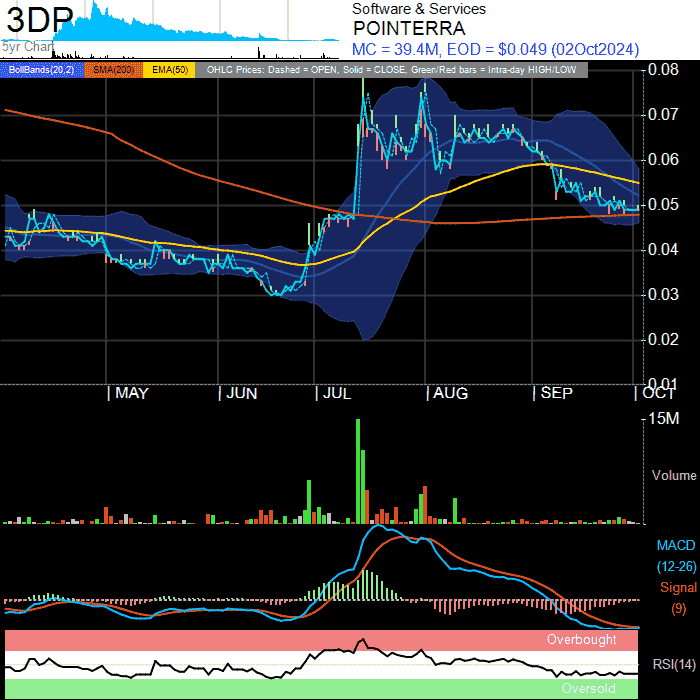 3DP
5yr Chart
Software & Services
POINTERRA
MC = 39.4M, EOD = $0.049 (02Oct2024)
BollBands(20,2) SMA(200) EMA(50) OHLC Prices: Dashed = OPEN, Solid = CLOSE, Green/Red bars = Intra-day HIGH/LOW
0.08
0.07
0.06
0.05
0.04
0.03
0.02
0.01
MAY JUN JUL AUG SEP OCT
15M
Volume
MACD
(12-26)
Signal
(9)
Overbought
RSI(14)
Oversold